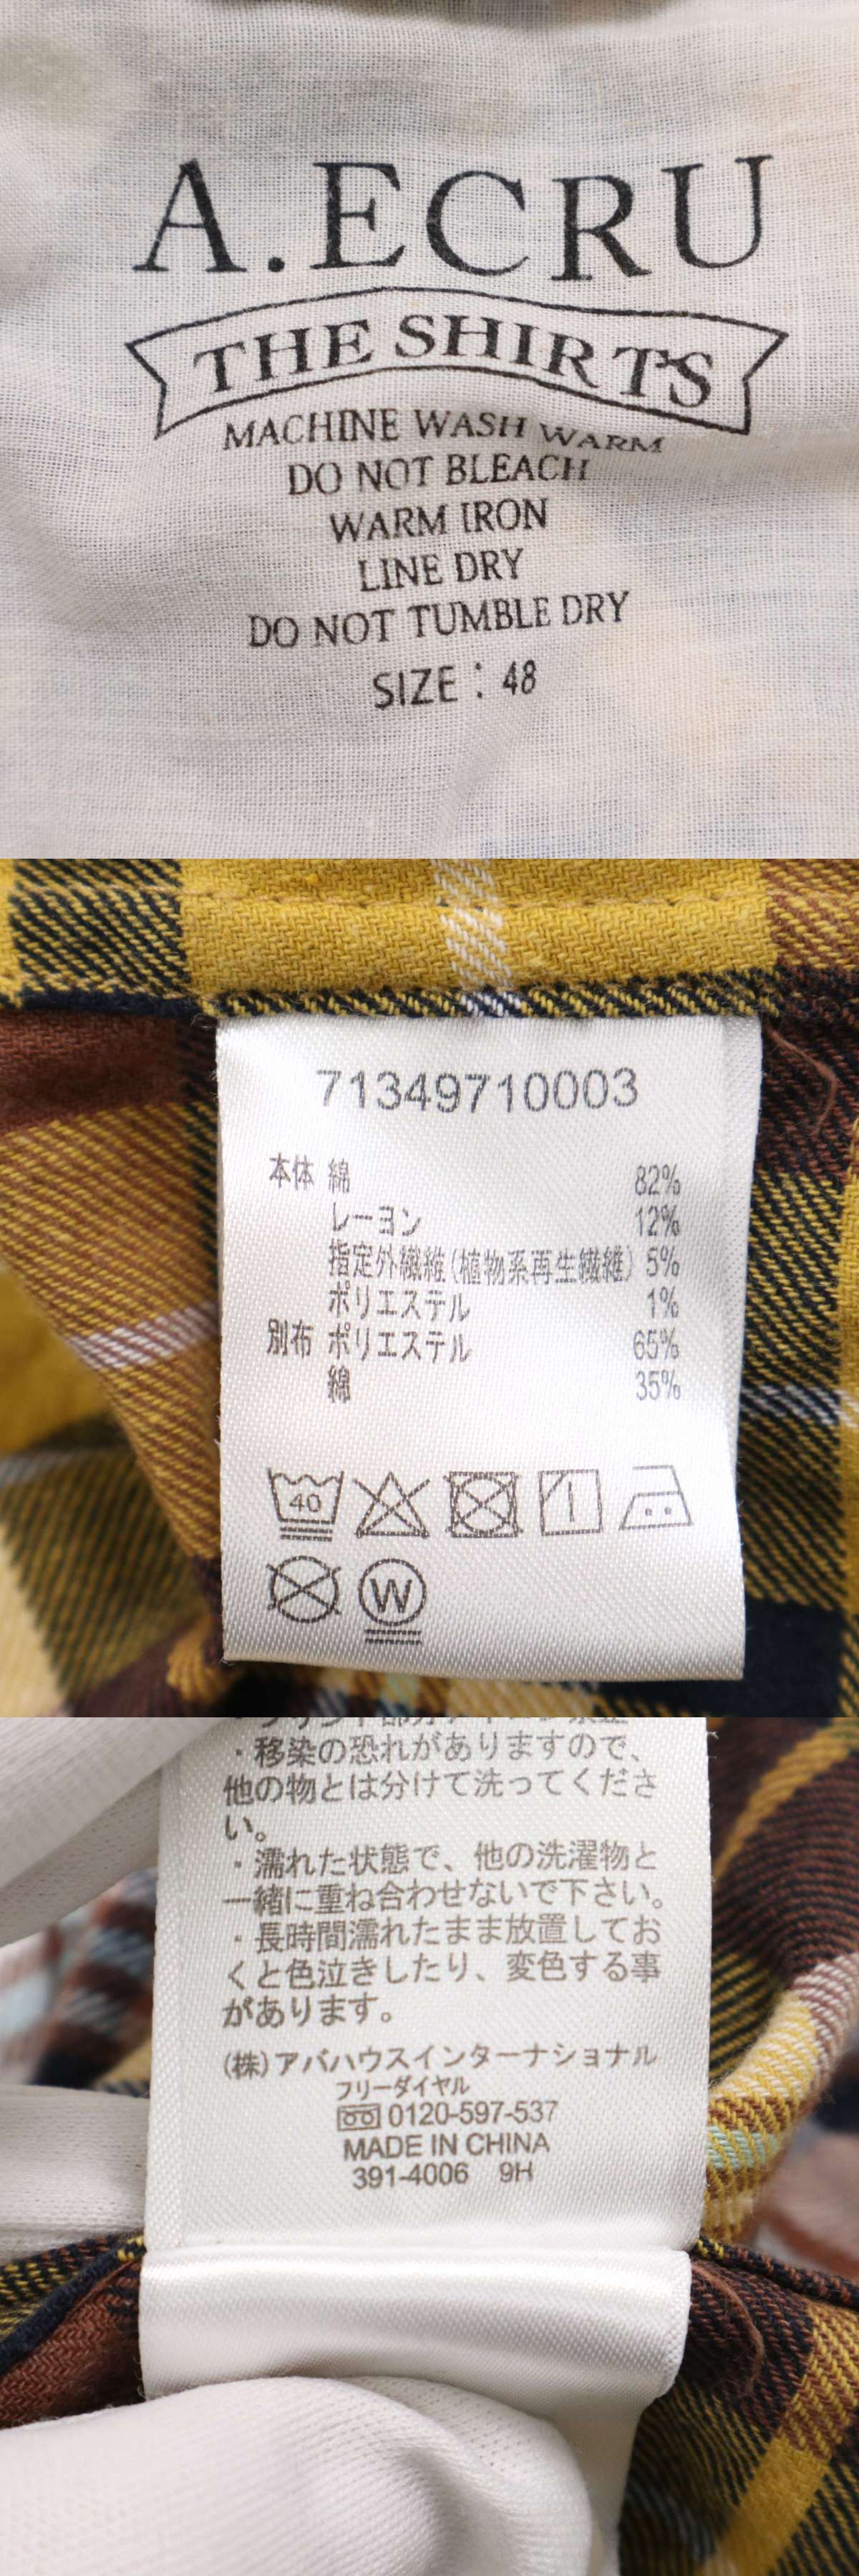 A.ECRU
THE SHIRTS
MACHINE WASH WARM
DO NOT BLEACH
WARM IRON
LINE DRY
DO NOT TUMBLE DRY
SIZE : 48
71349710003
本体 綿 82%
レーヨン 12%
指定外繊維(植物系再生繊維) 5%
ポリエステル 1%
別布 ポリエステル 65%
綿 35%
40
W
・移染の恐れがありますので、
他の物とは分けて洗ってくださ
い。
・濡れた状態で、他の洗濯物と
一緒に重ね合わせないで下さい。
・長時間濡れたまま放置してお
くと色泣きしたり、変色する事
があります。
(株)アバハウスインターナショナル
フリーダイヤル
0120-597-537
MADE IN CHINA
391-4006 9H